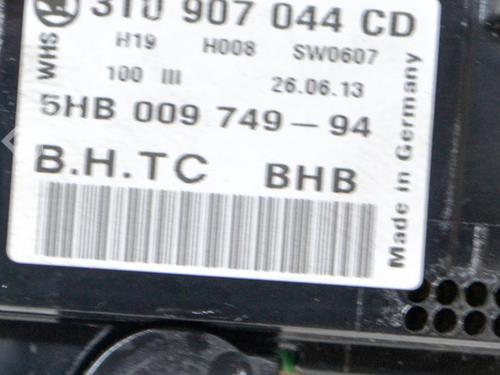 3T0 907 044 CD
H19 H008 SW0607
100 III 26.06.13
5HB 009 749-94
B.H.TC BHB
WHS
Made in Germany